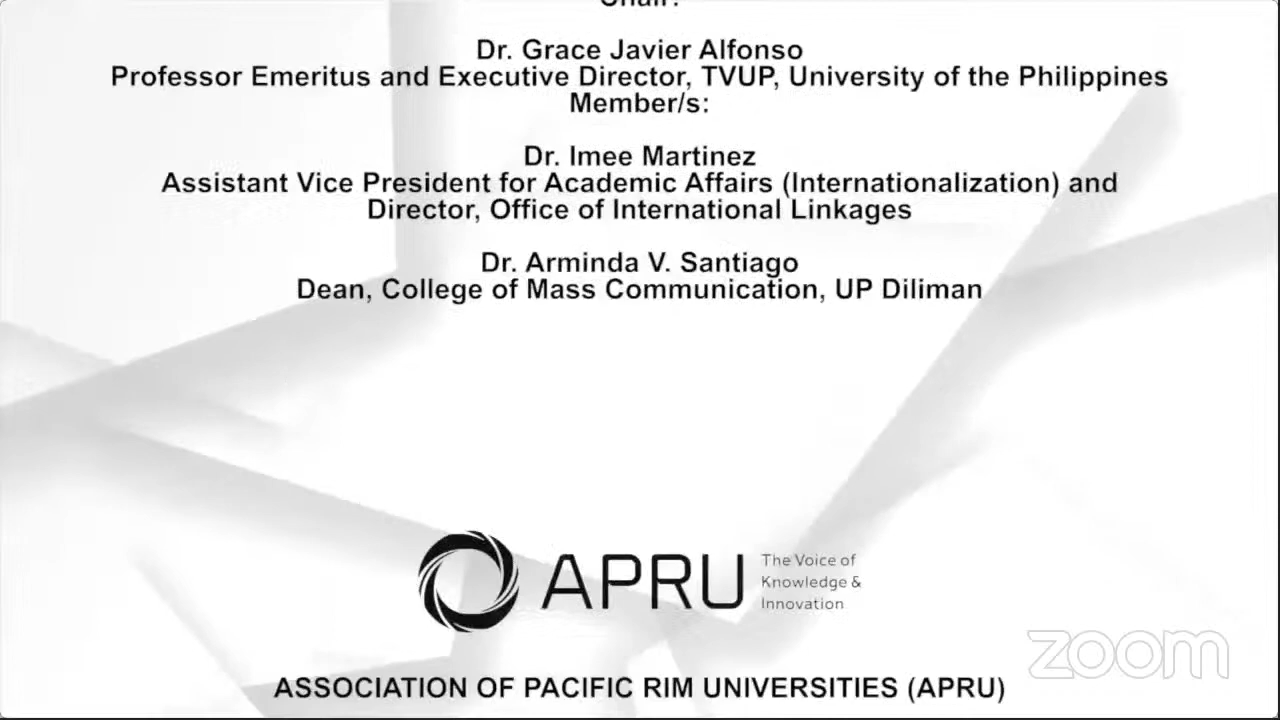 Chair:
Dr. Grace Javier Alfonso
Professor Emeritus and Executive Director, TVUP, University of the Philippines
Member/s:
Dr. Imee Martinez
Assistant Vice President for Academic Affairs (Internationalization) and
Director, Office of International Linkages
Dr. Arminda V. Santiago
Dean, College of Mass Communication, UP Diliman
APRU
The Voice of
Knowledge &
Innovation
zoom
ASSOCIATION OF PACIFIC RIM UNIVERSITIES (APRU)